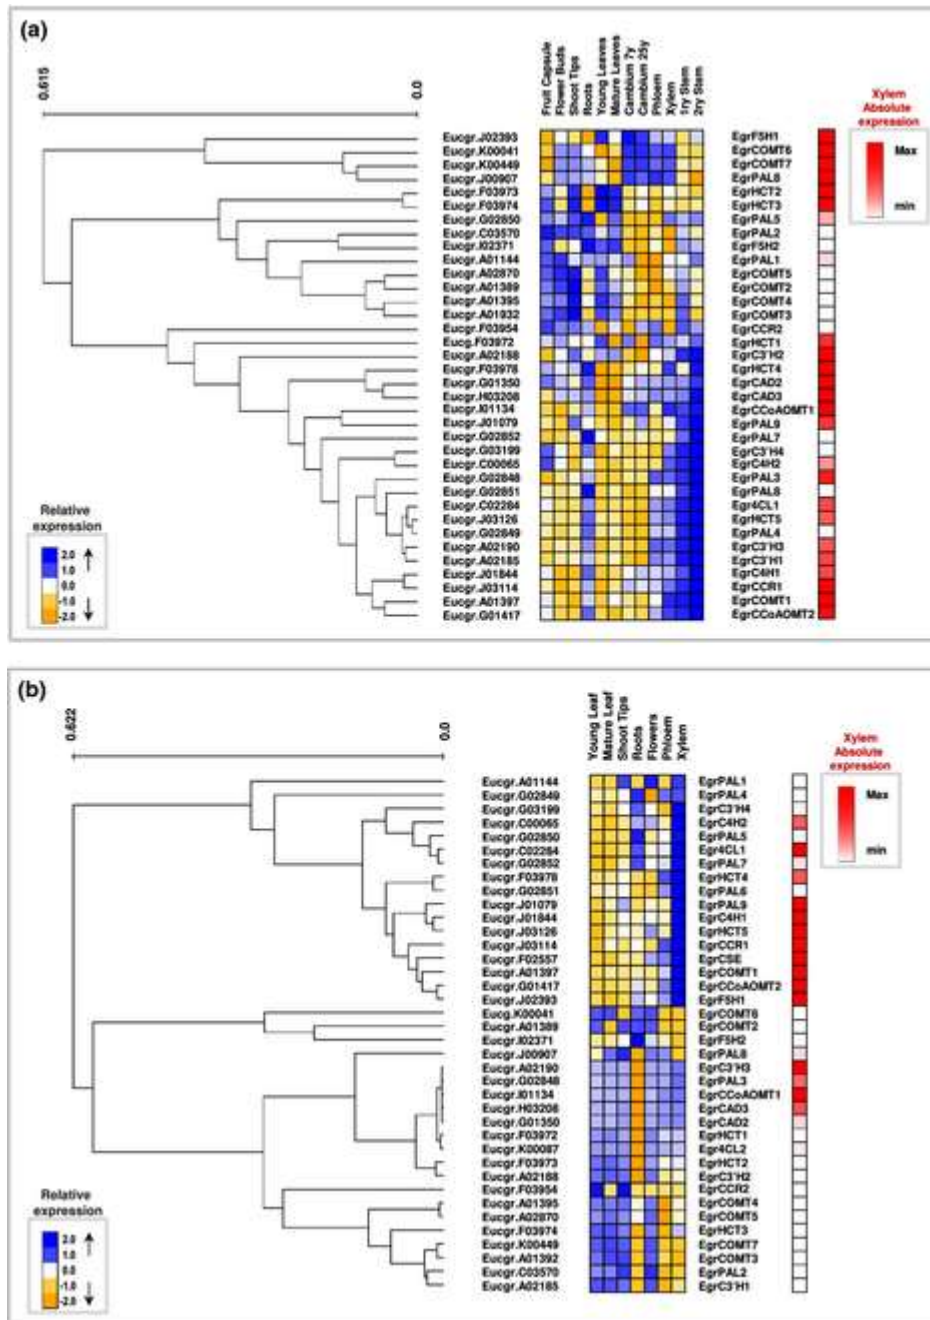 (a)
0.615
0.0
Fruit Capsule
Flower Buds
Shoot Tips
Roots
Young Leaves
Mature Leaves
Cambium 7y
Cambium 25y
Phloem
Xylem
1ry Stem
2ry Stem
Xylem
Absolute
expression
Max
min
Eucgr.J02393 EgrF5H1
Eucgr.K00041 EgrCOMT6
Eucgr.K00449 EgrCOMT7
Eucgr.J00907 EgrPAL8
Eucgr.F03973 EgrHCT2
Eucgr.F03974 EgrHCT3
Eucgr.G02850 EgrPAL5
Eucgr.C03570 EgrPAL2
Eucgr.I02371 EgrF5H2
Eucgr.A01144 EgrPAL1
Eucgr.A02870 EgrCOMT5
Eucgr.A01389 EgrCOMT2
Eucgr.A01395 EgrCOMT4
Eucgr.A01932 EgrCOMT3
Eucgr.F03954 EgrCCR2
Eucg.F03972 EgrHCT1
Eucgr.A02188 EgrC3'H2
Eucgr.F03978 EgrHCT4
Eucgr.G01350 EgrCAD2
Eucgr.H03208 EgrCAD3
Eucgr.I01134 EgrCCoAOMT1
Eucgr.J01079 EgrPAL9
Eucgr.G02852 EgrPAL7
Eucgr.G03199 EgrC3'H4
Eucgr.C00065 EgrC4H2
Eucgr.G02848 EgrPAL3
Eucgr.G02851 EgrPAL8
Eucgr.C02284 Egr4CL1
Eucgr.J03126 EgrHCT5
Eucgr.G02849 EgrPAL4
Eucgr.A02190 EgrC3'H3
Eucgr.A02185 EgrC3'H1
Eucgr.J01844 EgrC4H1
Eucgr.J03114 EgrCCR1
Eucgr.A01397 EgrCOMT1
Eucgr.G01417 EgrCCoAOMT2
Relative
expression
2.0
1.0
0.0
-1.0
-2.0
(b)
0.622
0.0
Young Leaf
Mature Leaf
Shoot Tips
Roots
Flowers
Phloem
Xylem
Xylem
Absolute
expression
Max
min
Eucgr.A01144 EgrPAL1
Eucgr.G02849 EgrPAL4
Eucgr.G03199 EgrC3'H4
Eucgr.C00065 EgrC4H2
Eucgr.G02850 EgrPAL5
Eucgr.C02284 Egr4CL1
Eucgr.G02852 EgrPAL7
Eucgr.F03978 EgrHCT4
Eucgr.G02851 EgrPAL6
Eucgr.J01079 EgrPAL9
Eucgr.J01844 EgrC4H1
Eucgr.J03126 EgrHCT5
Eucgr.J03114 EgrCCR1
Eucgr.F02557 EgrCSE
Eucgr.A01397 EgrCOMT1
Eucgr.G01417 EgrCCoAOMT2
Eucgr.J02393 EgrF5H1
Eucg.K00041 EgrCOMT6
Eucgr.A01389 EgrCOMT2
Eucgr.I02371 EgrF5H2
Eucgr.J00907 EgrPAL8
Eucgr.A02190 EgrC3'H3
Eucgr.G02848 EgrPAL3
Eucgr.I01134 EgrCCoAOMT1
Eucgr.H03208 EgrCAD3
Eucgr.G01350 EgrCAD2
Eucgr.F03972 EgrHCT1
Eucgr.K00087 Egr4CL2
Eucgr.F03973 EgrHCT2
Eucgr.A02188 EgrC3'H2
Eucgr.F03954 EgrCCR2
Eucgr.A01395 EgrCOMT4
Eucgr.A02870 EgrCOMT5
Eucgr.F03974 EgrHCT3
Eucgr.K00449 EgrCOMT7
Eucgr.A01392 EgrCOMT3
Eucgr.C03570 EgrPAL2
Eucgr.A02185 EgrC3'H1
Relative
expression
2.0
1.0
0.0
-1.0
-2.0